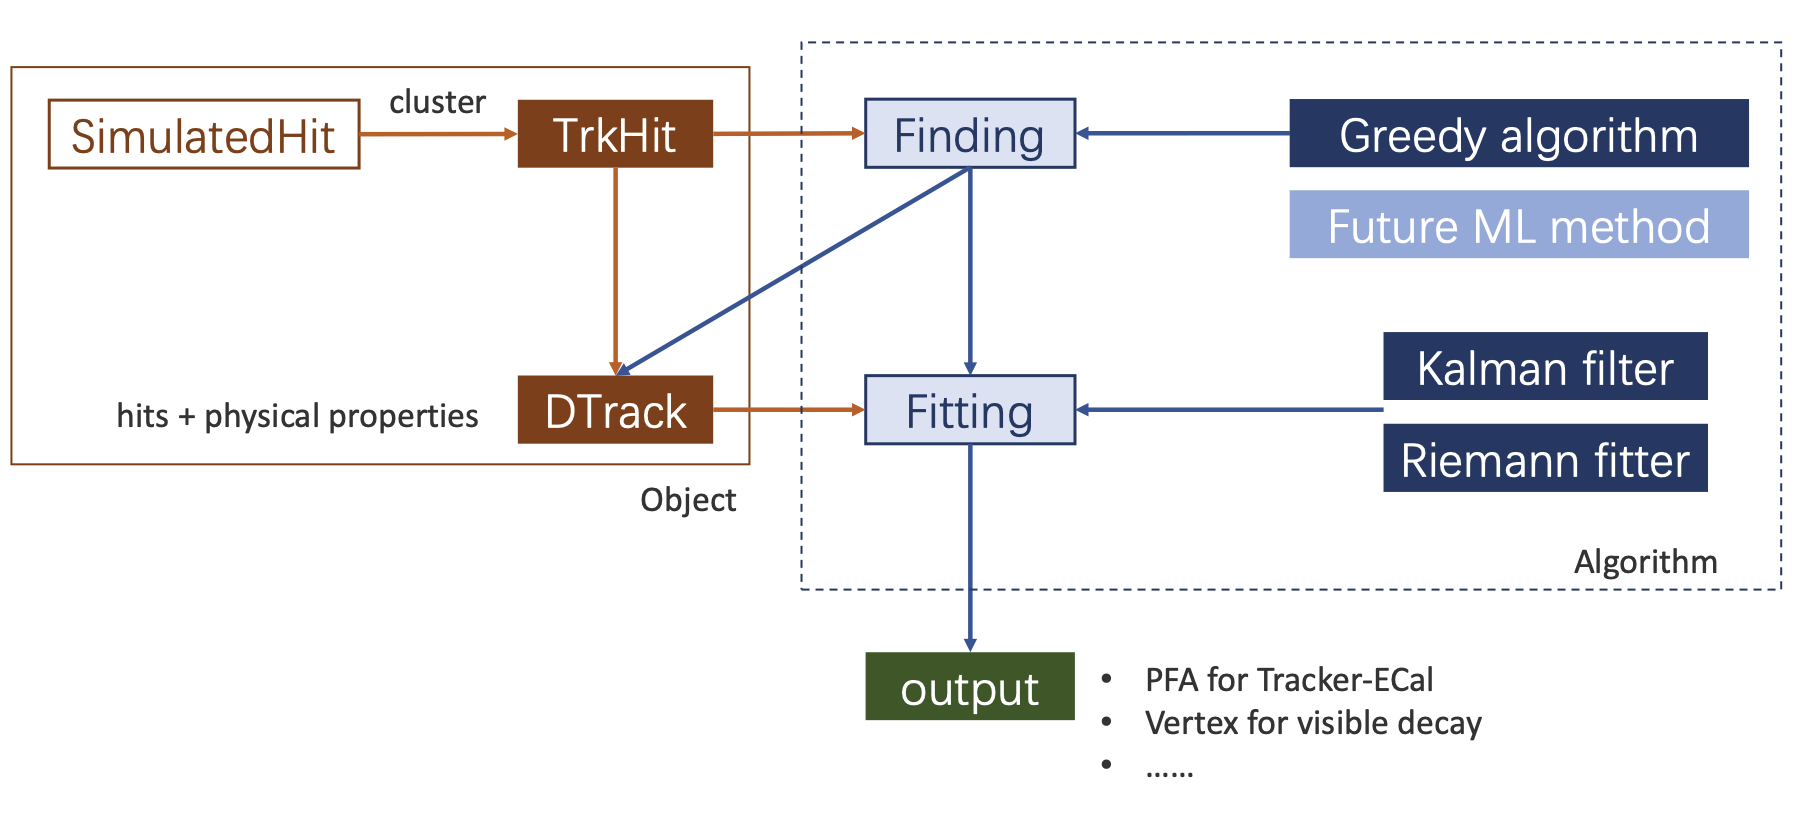 cluster
SimulatedHit
TrkHit
Finding
Greedy algorithm
Future ML method
Kalman filter
hits + physical properties
DTrack
Fitting
Riemann fitter
Object
Algorithm
output
• PFA for Tracker-ECal
• Vertex for visible decay
• ......